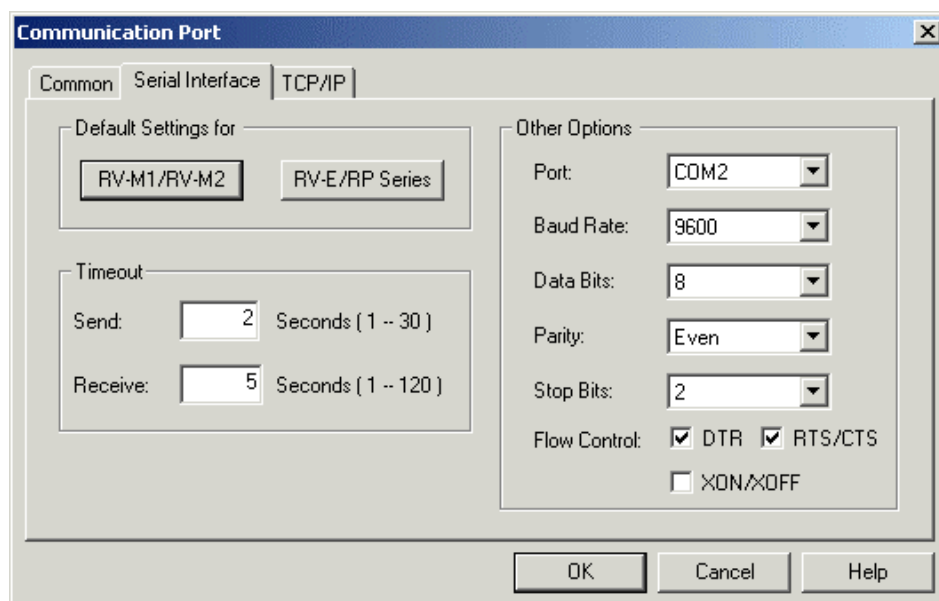 Communication Port
Common Serial Interface TCP/IP
Default Settings for
RV-M1/RV-M2 RV-E/RP Series
Timeout
Send: 2 Seconds ( 1 -- 30 )
Receive: 5 Seconds ( 1 -- 120 )
Other Options
Port: COM2
Baud Rate: 9600
Data Bits: 8
Parity: Even
Stop Bits: 2
Flow Control: DTR RTS/CTS
XON/XOFF
OK Cancel Help